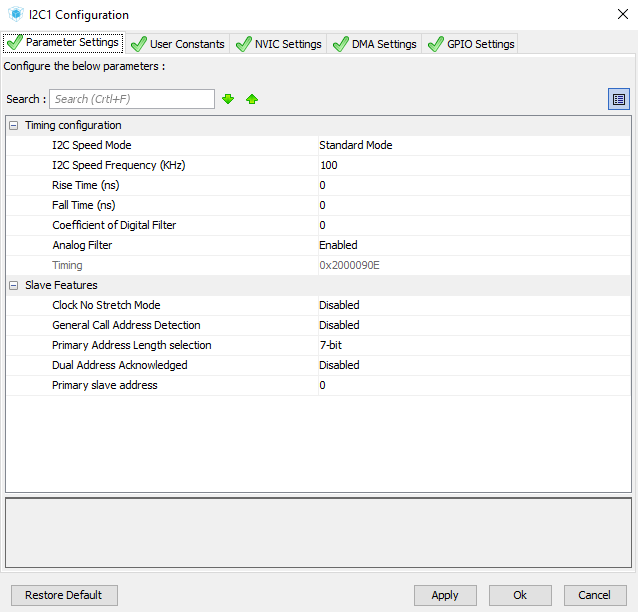 I2C1 Configuration
Parameter Settings User Constants NVIC Settings DMA Settings GPIO Settings
Configure the below parameters :
Search : Search (Crtl+F)
Timing configuration
I2C Speed Mode Standard Mode
I2C Speed Frequency (KHz) 100
Rise Time (ns) 0
Fall Time (ns) 0
Coefficient of Digital Filter 0
Analog Filter Enabled
Timing 0x2000090E
Slave Features
Clock No Stretch Mode Disabled
General Call Address Detection Disabled
Primary Address Length selection 7-bit
Dual Address Acknowledged Disabled
Primary slave address 0
Restore Default Apply Ok Cancel